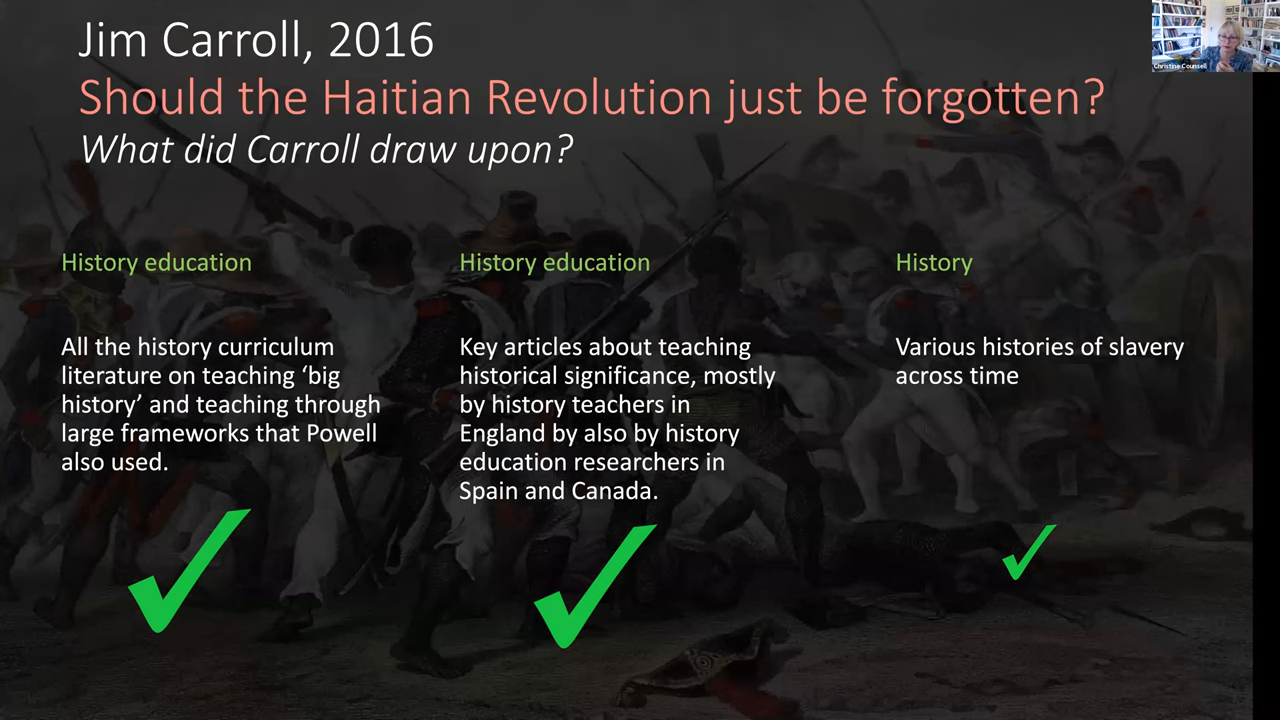 Jim Carroll, 2016
Should the Haitian Revolution just be forgotten?
What did Carroll draw upon?
Christine Counsell
History education
All the history curriculum
literature on teaching ‘big
history’ and teaching through
large frameworks that Powell
also used.
History education
Key articles about teaching
historical significance, mostly
by history teachers in
England by also by history
education researchers in
Spain and Canada.
History
Various histories of slavery
across time